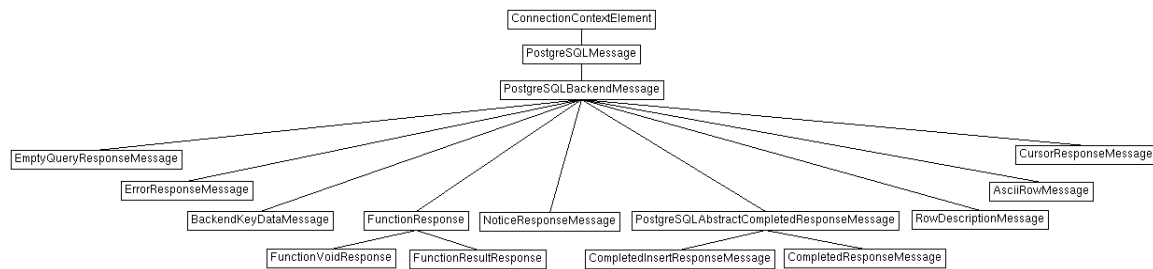 ConnectionContextElement
PostgreSQLMessage
PostgreSQLBackendMessage
EmptyQueryResponseMessage
CursorResponseMessage
ErrorResponseMessage
AsciiRowMessage
BackendKeyDataMessage
FunctionResponse
NoticeResponseMessage
PostgreSQLAbstractCompletedResponseMessage
RowDescriptionMessage
FunctionVoidResponse
FunctionResultResponse
CompletedInsertResponseMessage
CompletedResponseMessage